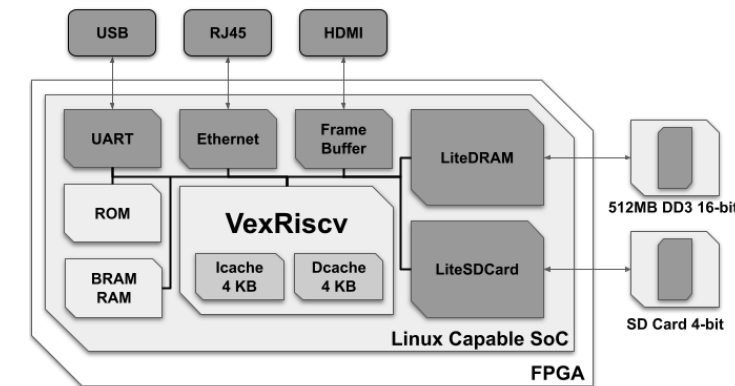 USB
RJ45
HDMI
UART
Ethernet
Frame
Buffer
LiteDRAM
512MB DD3 16-bit
ROM
VexRiscv
Icache
4 KB
Dcache
4 KB
BRAM
RAM
LiteSDCard
SD Card 4-bit
Linux Capable SoC
FPGA